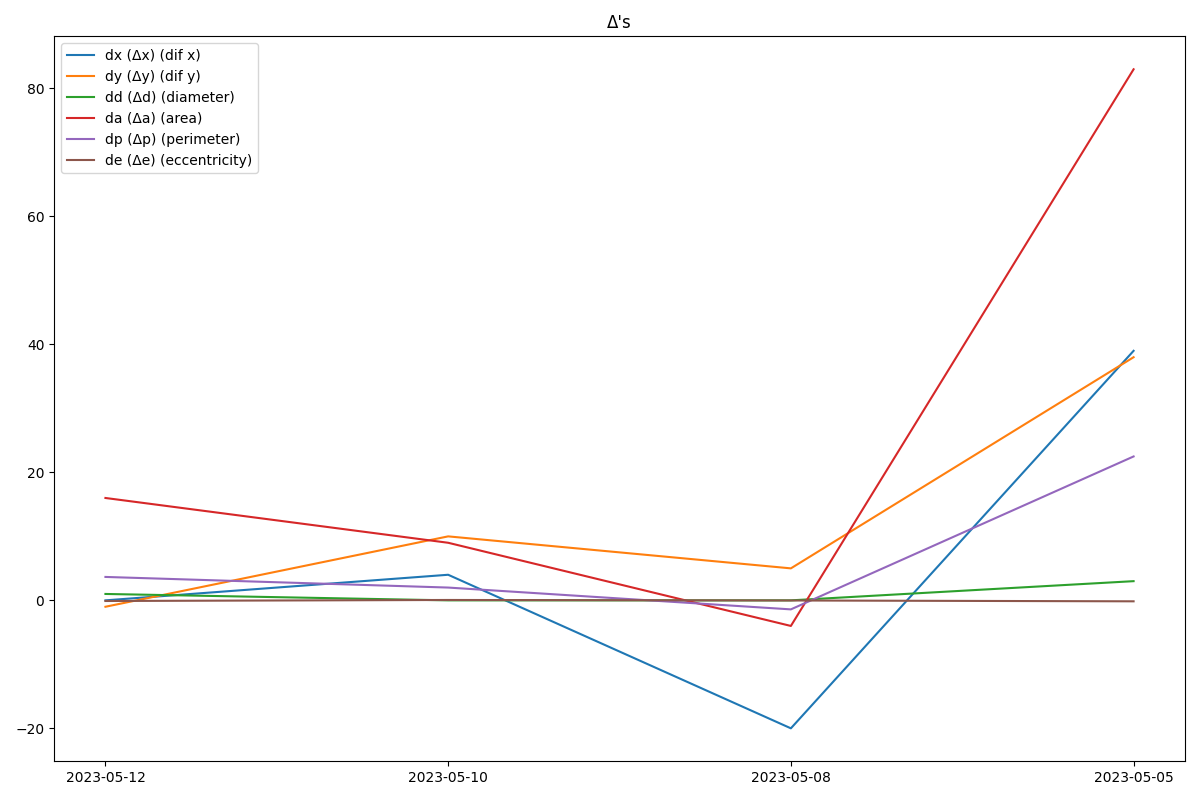 Δ's
dx (Δx) (dif x)
dy (Δy) (dif y)
dd (Δd) (diameter)
da (Δa) (area)
dp (Δp) (perimeter)
de (Δe) (eccentricity)
80
60
40
20
0
−20
2023-05-12 2023-05-10 2023-05-08 2023-05-05